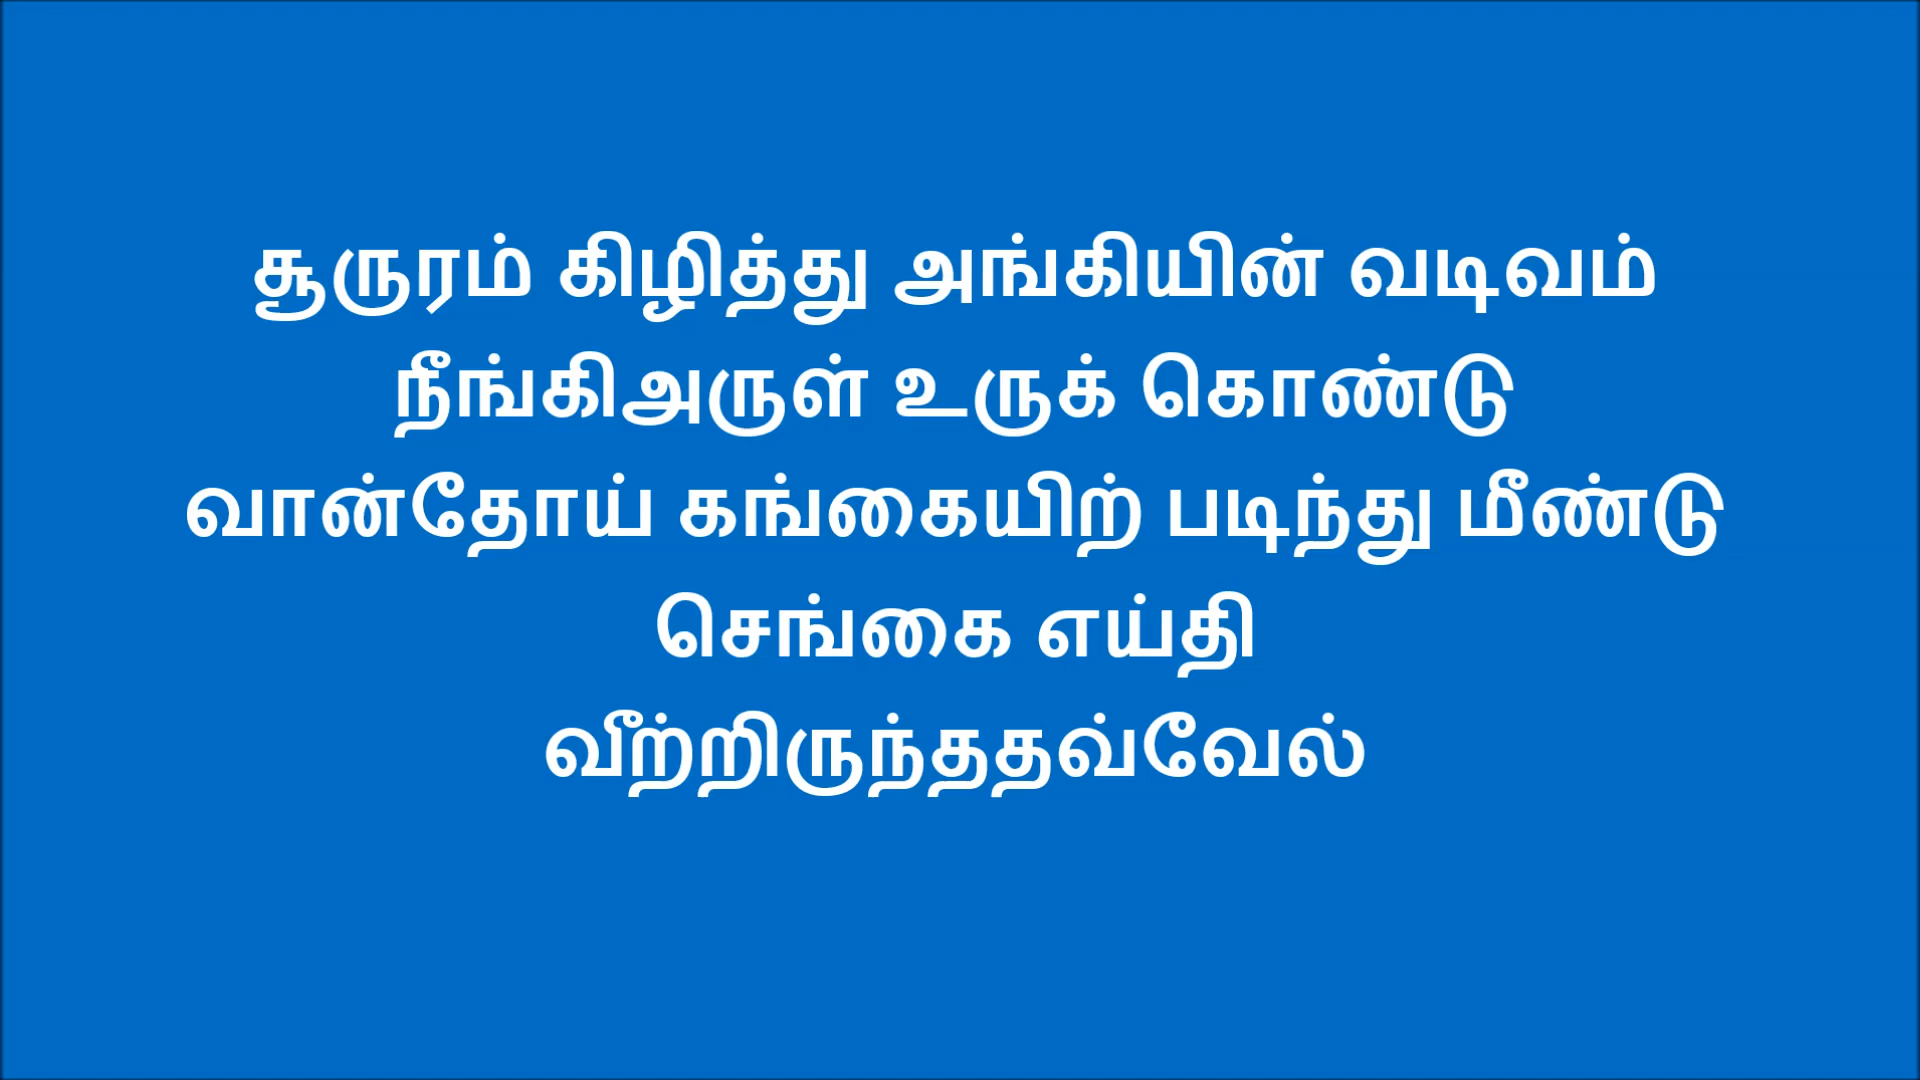 சூருரம் கிழித்து அங்கியின் வடிவம்
நீங்கிஅருள் உருக் கொண்டு
வான்தோய் கங்கையிற் படிந்து மீண்டு
செங்கை எய்தி
வீற்றிருந்ததவ்வேல்